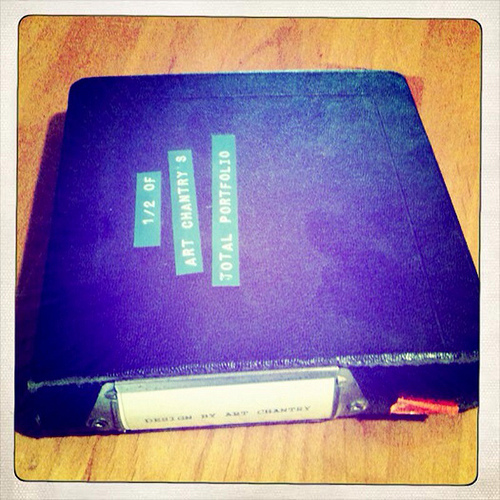 1/2 OF
ART CHANTRY'S
TOTAL PORTFOLIO
DESIGN BY ART CHANTRY